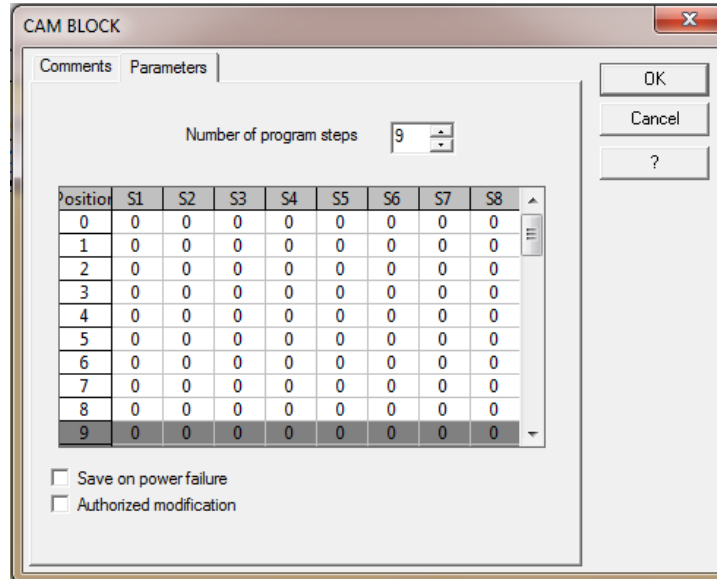 CAM BLOCK
Comments Parameters
OK
Cancel
?
Number of program steps 9
Position S1 S2 S3 S4 S5 S6 S7 S8
0 0 0 0 0 0 0 0 0
1 0 0 0 0 0 0 0 0
2 0 0 0 0 0 0 0 0
3 0 0 0 0 0 0 0 0
4 0 0 0 0 0 0 0 0
5 0 0 0 0 0 0 0 0
6 0 0 0 0 0 0 0 0
7 0 0 0 0 0 0 0 0
8 0 0 0 0 0 0 0 0
9 0 0 0 0 0 0 0 0
Save on power failure
Authorized modification